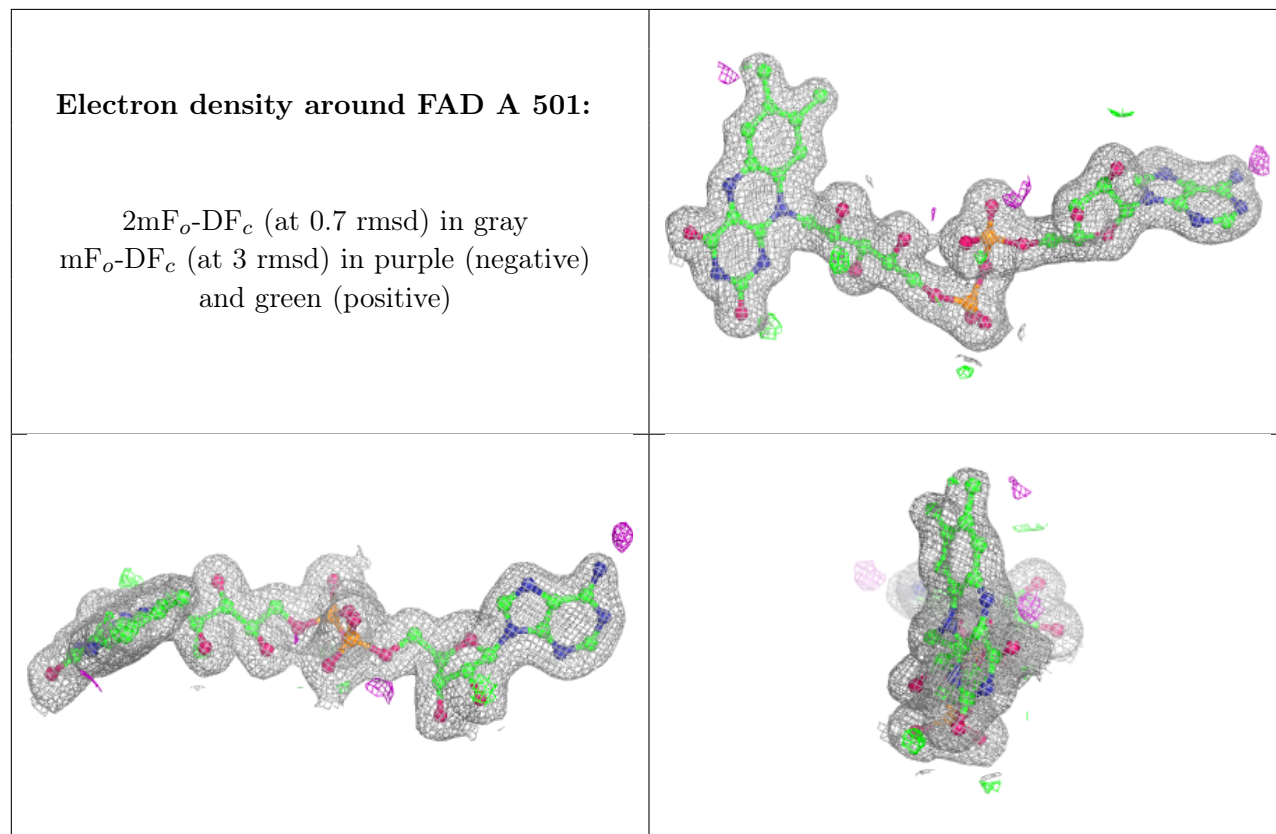 Electron density around FAD A 501:
2mFo-DFc (at 0.7 rmsd) in gray
mFo-DFc (at 3 rmsd) in purple (negative)
and green (positive)